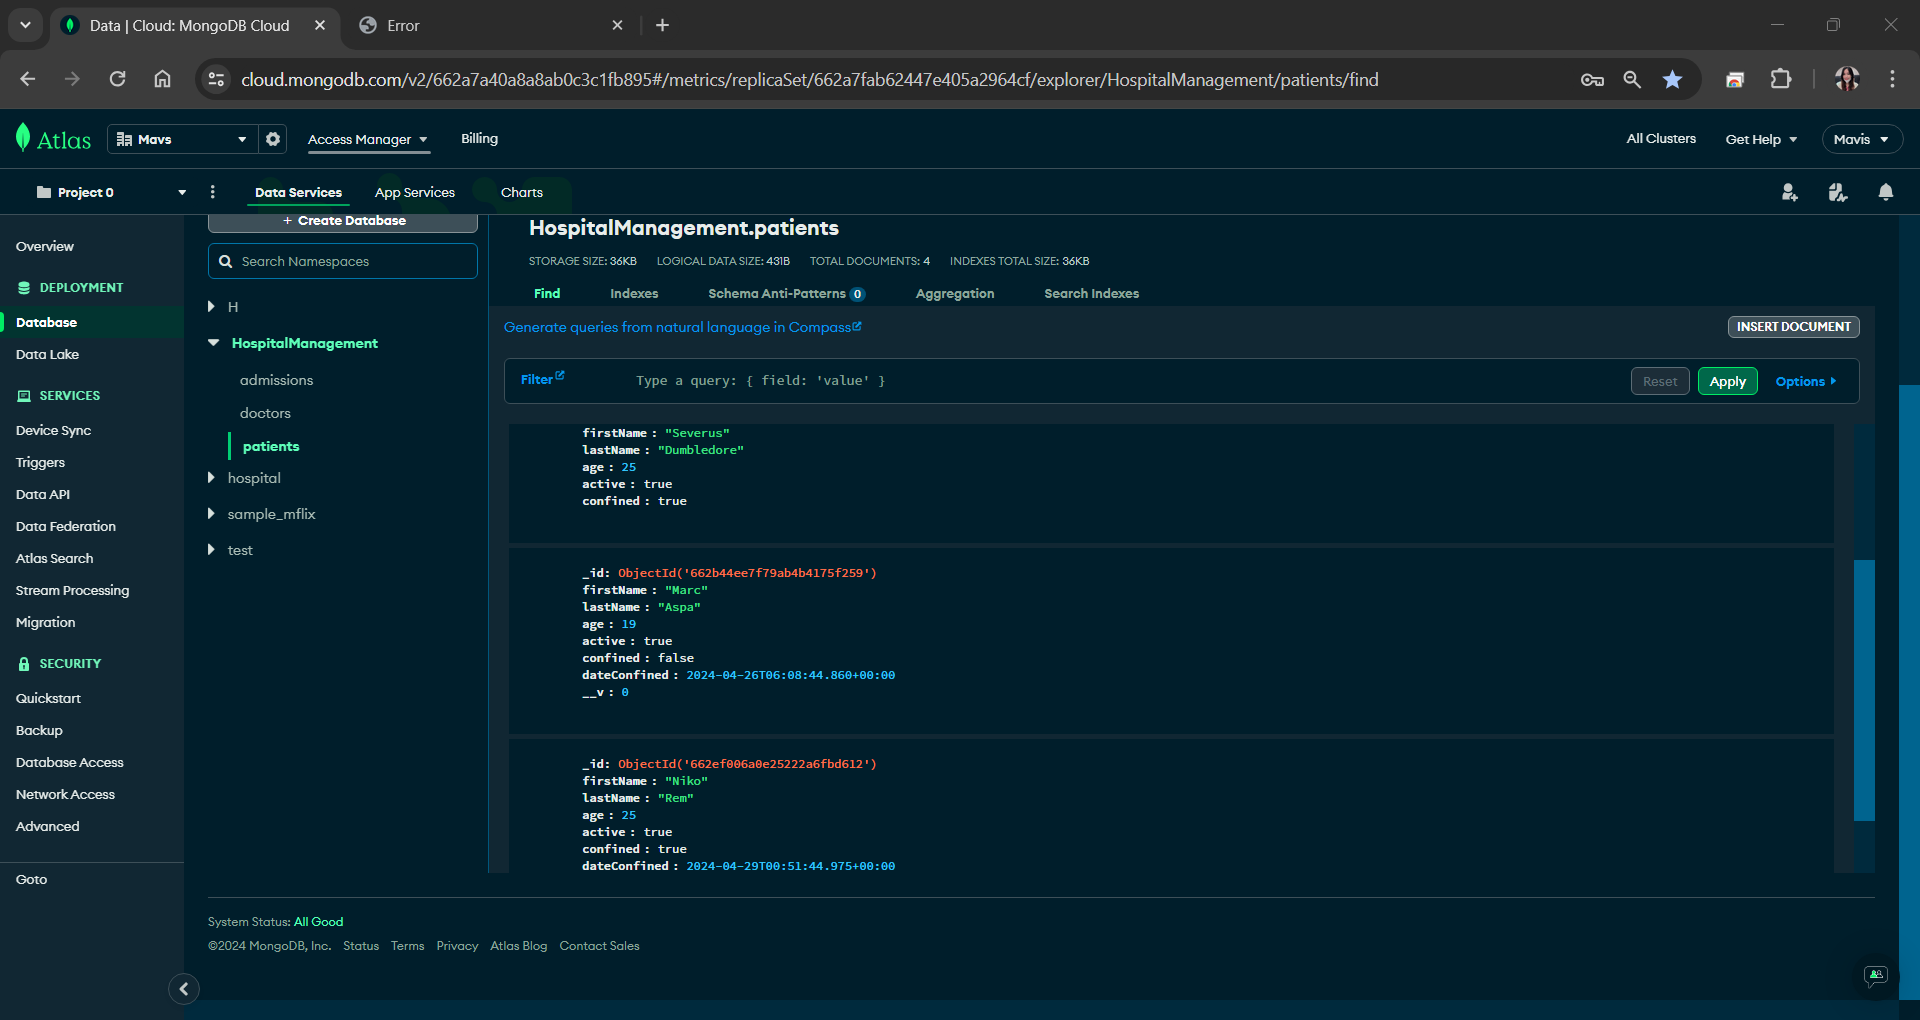 Data | Cloud: MongoDB Cloud
Error
cloud.mongodb.com/v2/662a7a40a8a8ab0c3c1fb895#/metrics/replicaSet/662a7fab62447e405a2964cf/explorer/HospitalManagement/patients/find
Atlas
Mavs
Access Manager
Billing
All Clusters
Get Help
Mavis
Project 0
Data Services
App Services
Charts
Overview
DEPLOYMENT
Database
Data Lake
SERVICES
Device Sync
Triggers
Data API
Data Federation
Atlas Search
Stream Processing
Migration
SECURITY
Quickstart
Backup
Database Access
Network Access
Advanced
Goto
+ Create Database
Search Namespaces
H
HospitalManagement
admissions
doctors
patients
hospital
sample_mflix
test
HospitalManagement.patients
STORAGE SIZE: 36KB LOGICAL DATA SIZE: 431B TOTAL DOCUMENTS: 4 INDEXES TOTAL SIZE: 36KB
Find Indexes Schema Anti-Patterns 0 Aggregation Search Indexes
Generate queries from natural language in Compass
INSERT DOCUMENT
Filter
Type a query: { field: 'value' }
Reset
Apply
Options
firstName : "Severus"
lastName : "Dumbledore"
age : 25
active : true
confined : true
_id: ObjectId('662b44ee7f79ab4b4175f259')
firstName : "Marc"
lastName : "Aspa"
age : 19
active : true
confined : false
dateConfined : 2024-04-26T06:08:44.860+00:00
__v : 0
_id: ObjectId('662ef006a0e25222a6fbd612')
firstName : "Niko"
lastName : "Rem"
age : 25
active : true
confined : true
dateConfined : 2024-04-29T00:51:44.975+00:00
System Status: All Good
©2024 MongoDB, Inc. Status Terms Privacy Atlas Blog Contact Sales